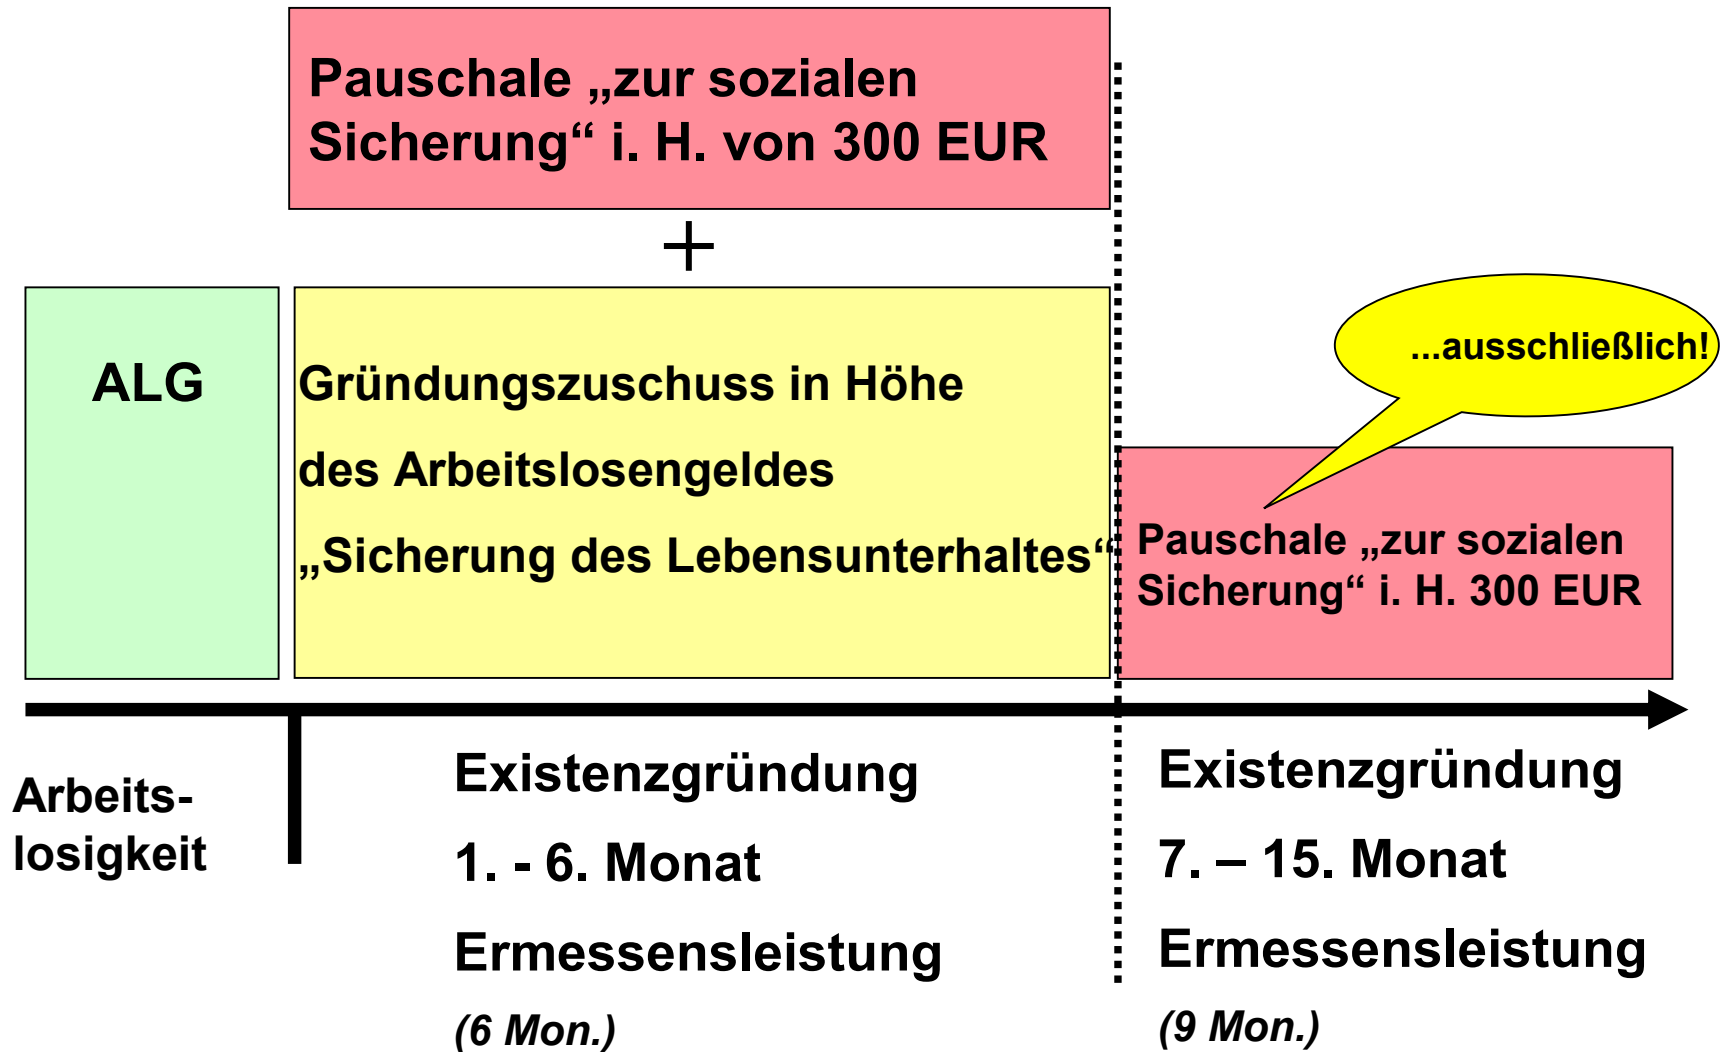 Pauschale „zur sozialen
Sicherung“ i. H. von 300 EUR
+
ALG
Gründungszuschuss in Höhe
des Arbeitslosengeldes
„Sicherung des Lebensunterhaltes“
...ausschließlich!
Pauschale „zur sozialen
Sicherung“ i. H. 300 EUR
Arbeits-
losigkeit
Existenzgründung
1. - 6. Monat
Ermessensleistung
(6 Mon.)
Existenzgründung
7. – 15. Monat
Ermessensleistung
(9 Mon.)